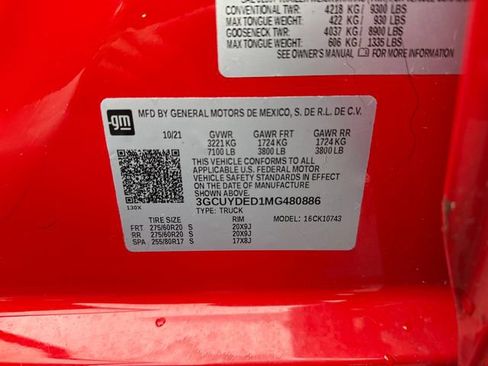 CONVENTIONAL TWR: 4218 KG / 9300 LBS
MAX TONGUE WEIGHT: 422 KG / 930 LBS
GOOSENECK TWR: 4037 KG / 8900 LBS
MAX TONGUE WEIGHT: 606 KG / 1335 LBS
SEE OWNER'S MANUAL FOR MORE INFORMATION
gm
MFD BY GENERAL MOTORS DE MEXICO, S. DE R.L. DE C.V.
10/21 GVWR GAWR FRT GAWR RR
3221 KG 1724 KG 1724 KG
7100 LB 3800 LB 3800 LB
THIS VEHICLE CONFORMS TO ALL
APPLICABLE U.S. FEDERAL MOTOR
VEHICLE SAFETY STANDARDS IN EFFECT
ON THE DATE OF MANUFACTURE
SHOWN ABOVE.
3GCUYDED1MG480886
130X TYPE: TRUCK MODEL: 16CK10743
TIRE SIZE RIM
FRT 275/60R20 S 20X9J
RR 275/60R20 S 20X9J
SPA 255/80R17 S 17X8J